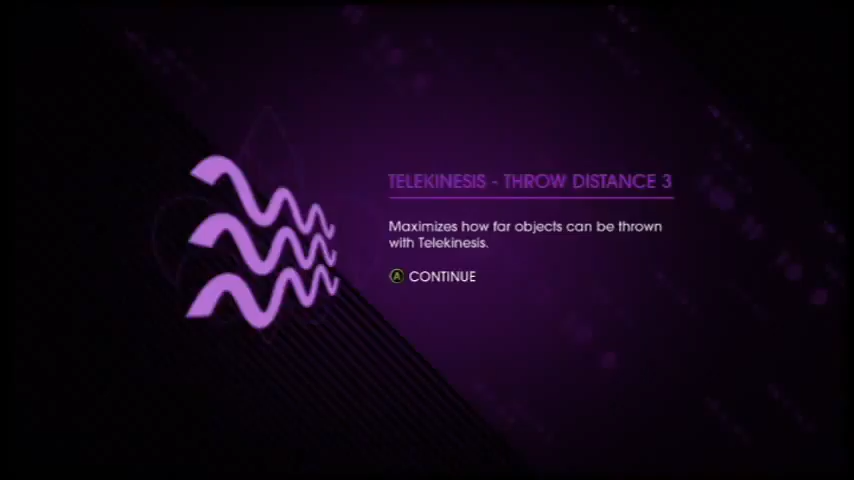 TELEKINESIS - THROW DISTANCE 3
Maximizes how far objects can be thrown
with Telekinesis.
A CONTINUE